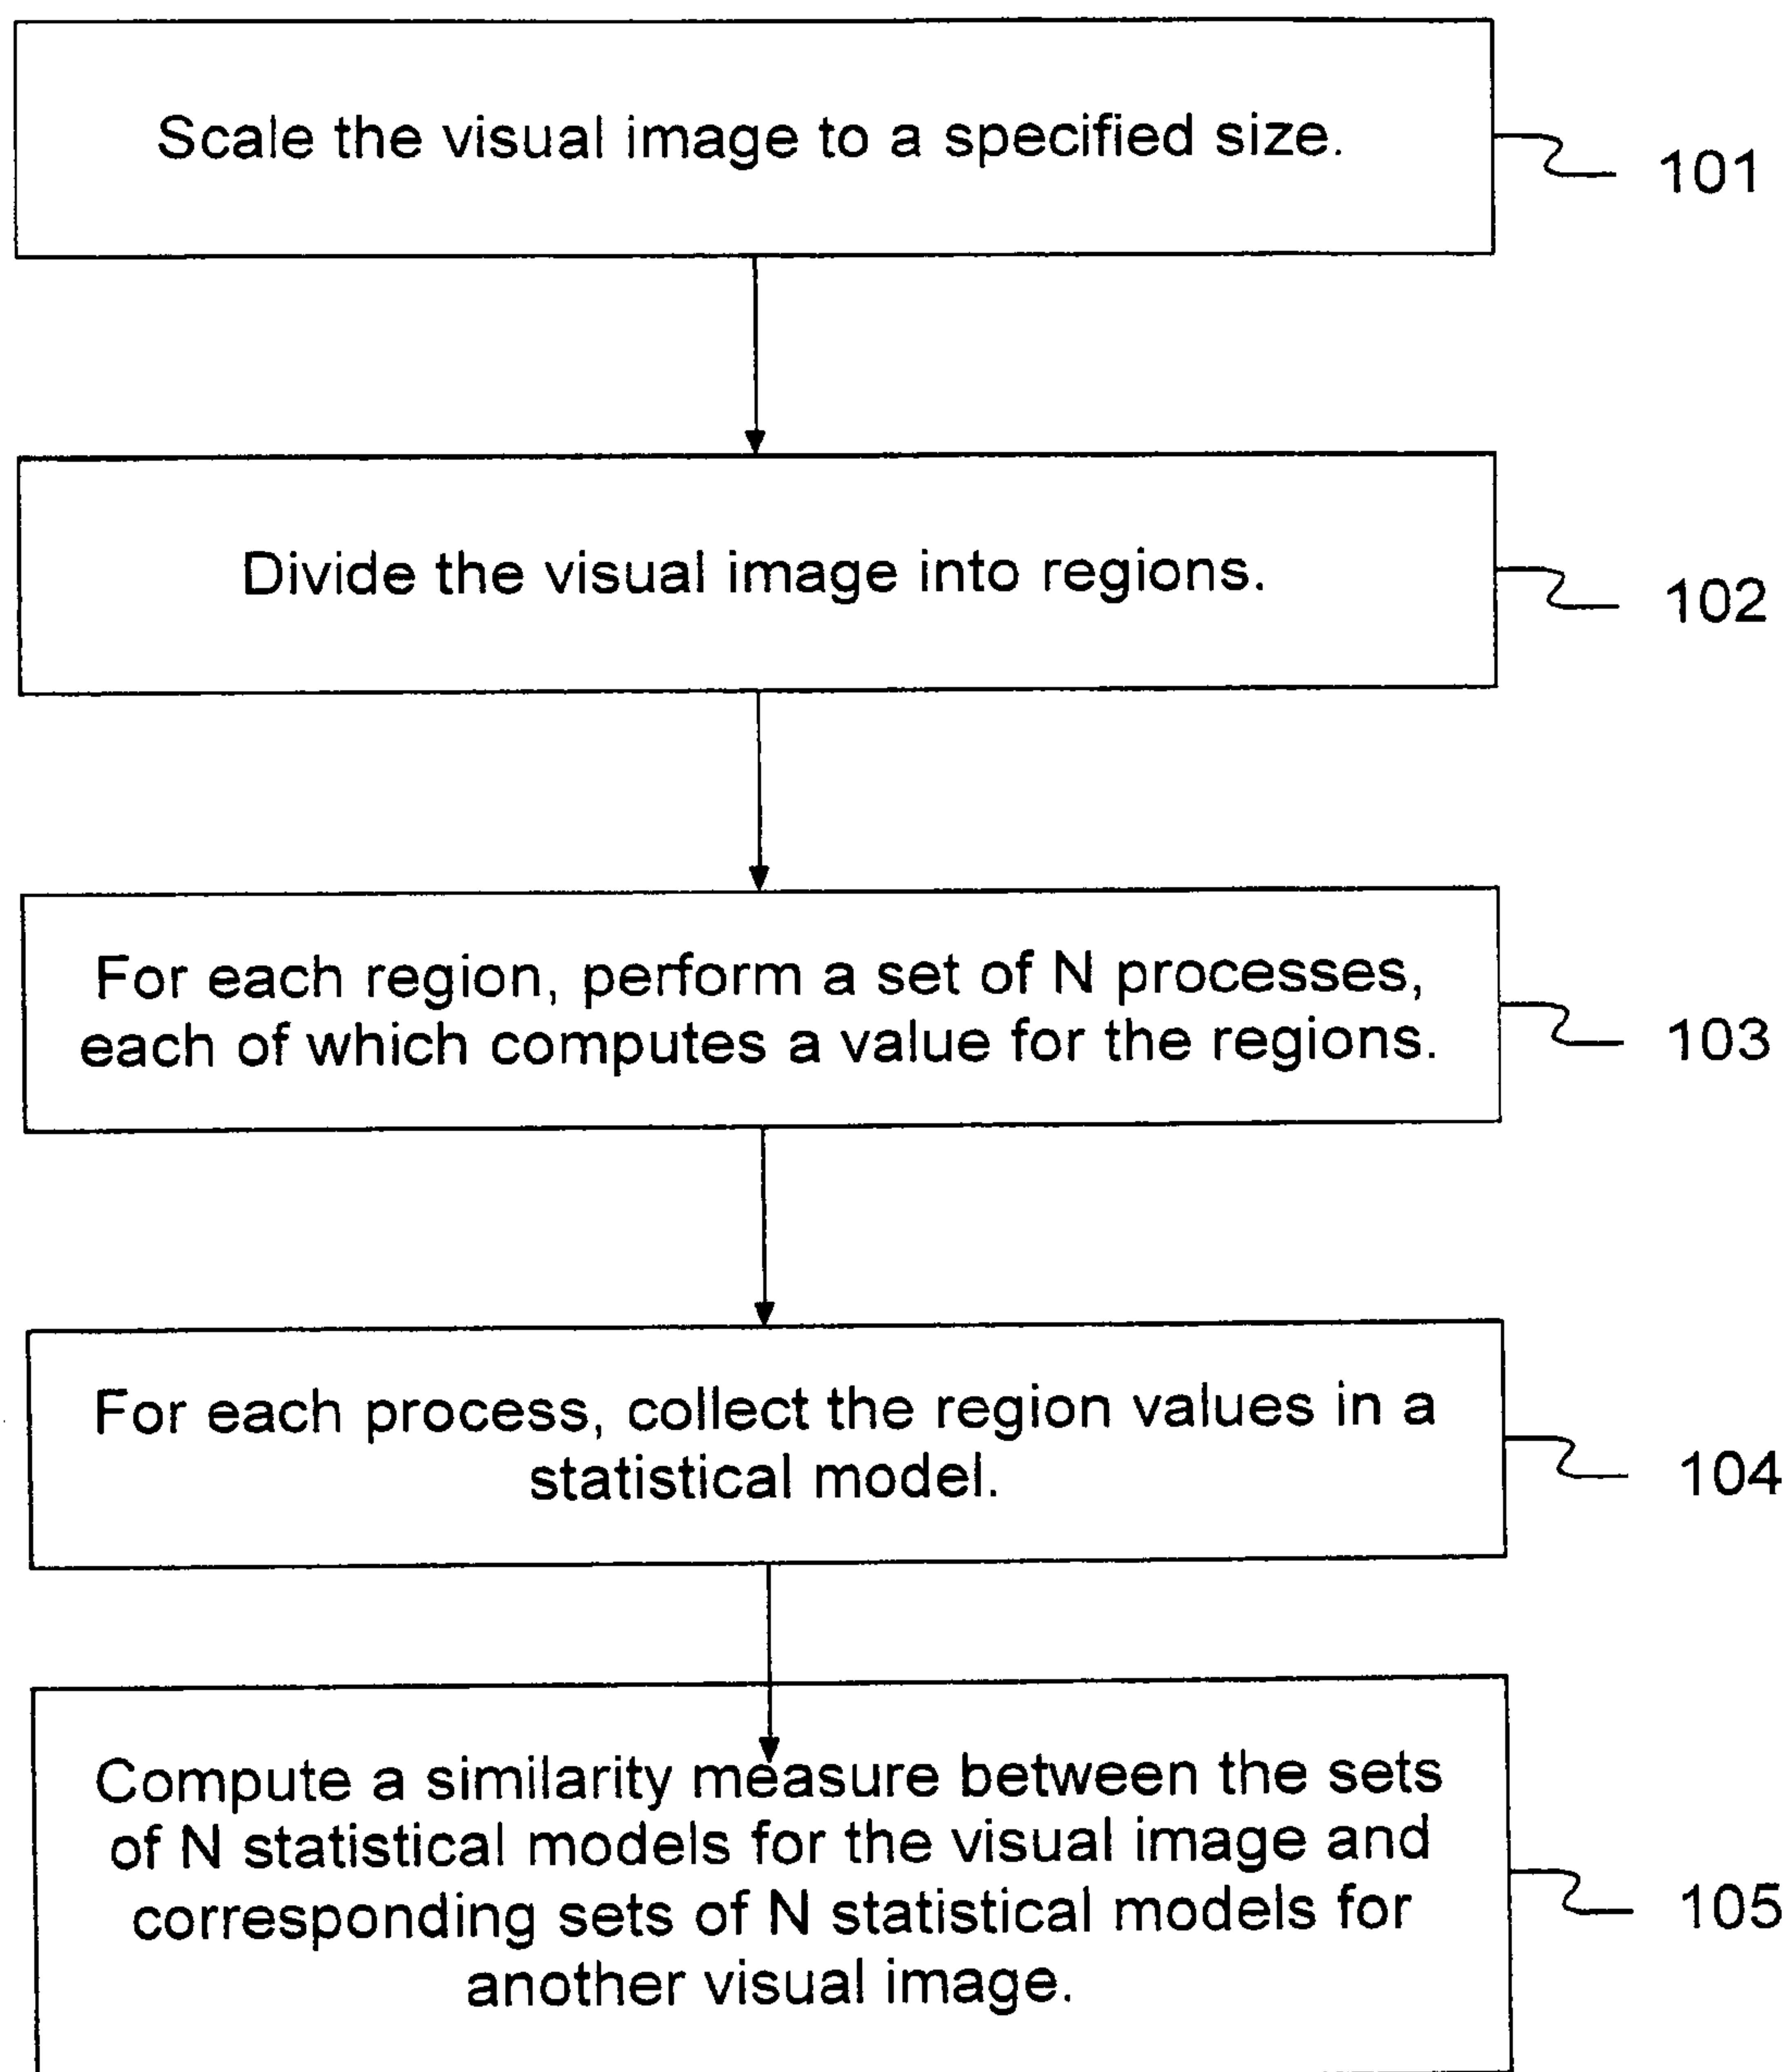 Scale the visual image to a specified size.
101
Divide the visual image into regions.
102
For each region, perform a set of N processes,
each of which computes a value for the regions.
103
For each process, collect the region values in a
statistical model.
104
Compute a similarity measure between the sets
of N statistical models for the visual image and
corresponding sets of N statistical models for
another visual image.
105